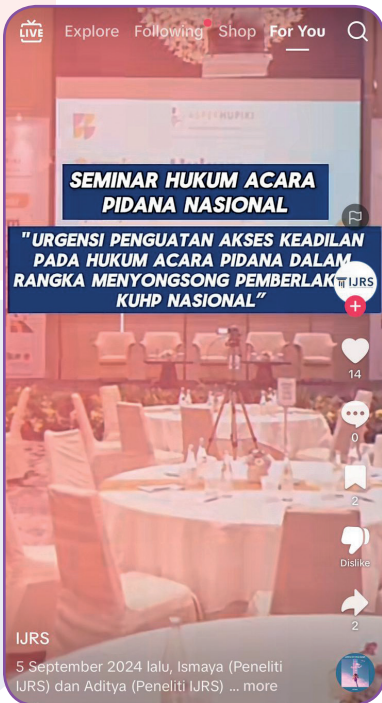 LIVE
Explore Following Shop For You
SEMINAR HUKUM ACARA
PIDANA NASIONAL
"URGENSI PENGUATAN AKSES KEADILAN
PADA HUKUM ACARA PIDANA DALAM
RANGKA MENYONGSONG
KUHP NASIONAL"
IJRS
14
0
2
Dislike
2
IJRS
5 September 2024 lalu, Ismaya (Peneliti
IJRS) dan Aditya (Peneliti IJRS) ... more